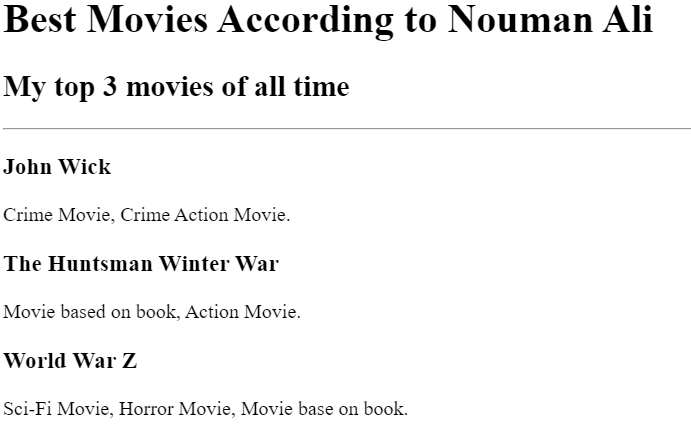 Best Movies According to Nouman Ali
My top 3 movies of all time
John Wick
Crime Movie, Crime Action Movie.
The Huntsman Winter War
Movie based on book, Action Movie.
World War Z
Sci-Fi Movie, Horror Movie, Movie base on book.